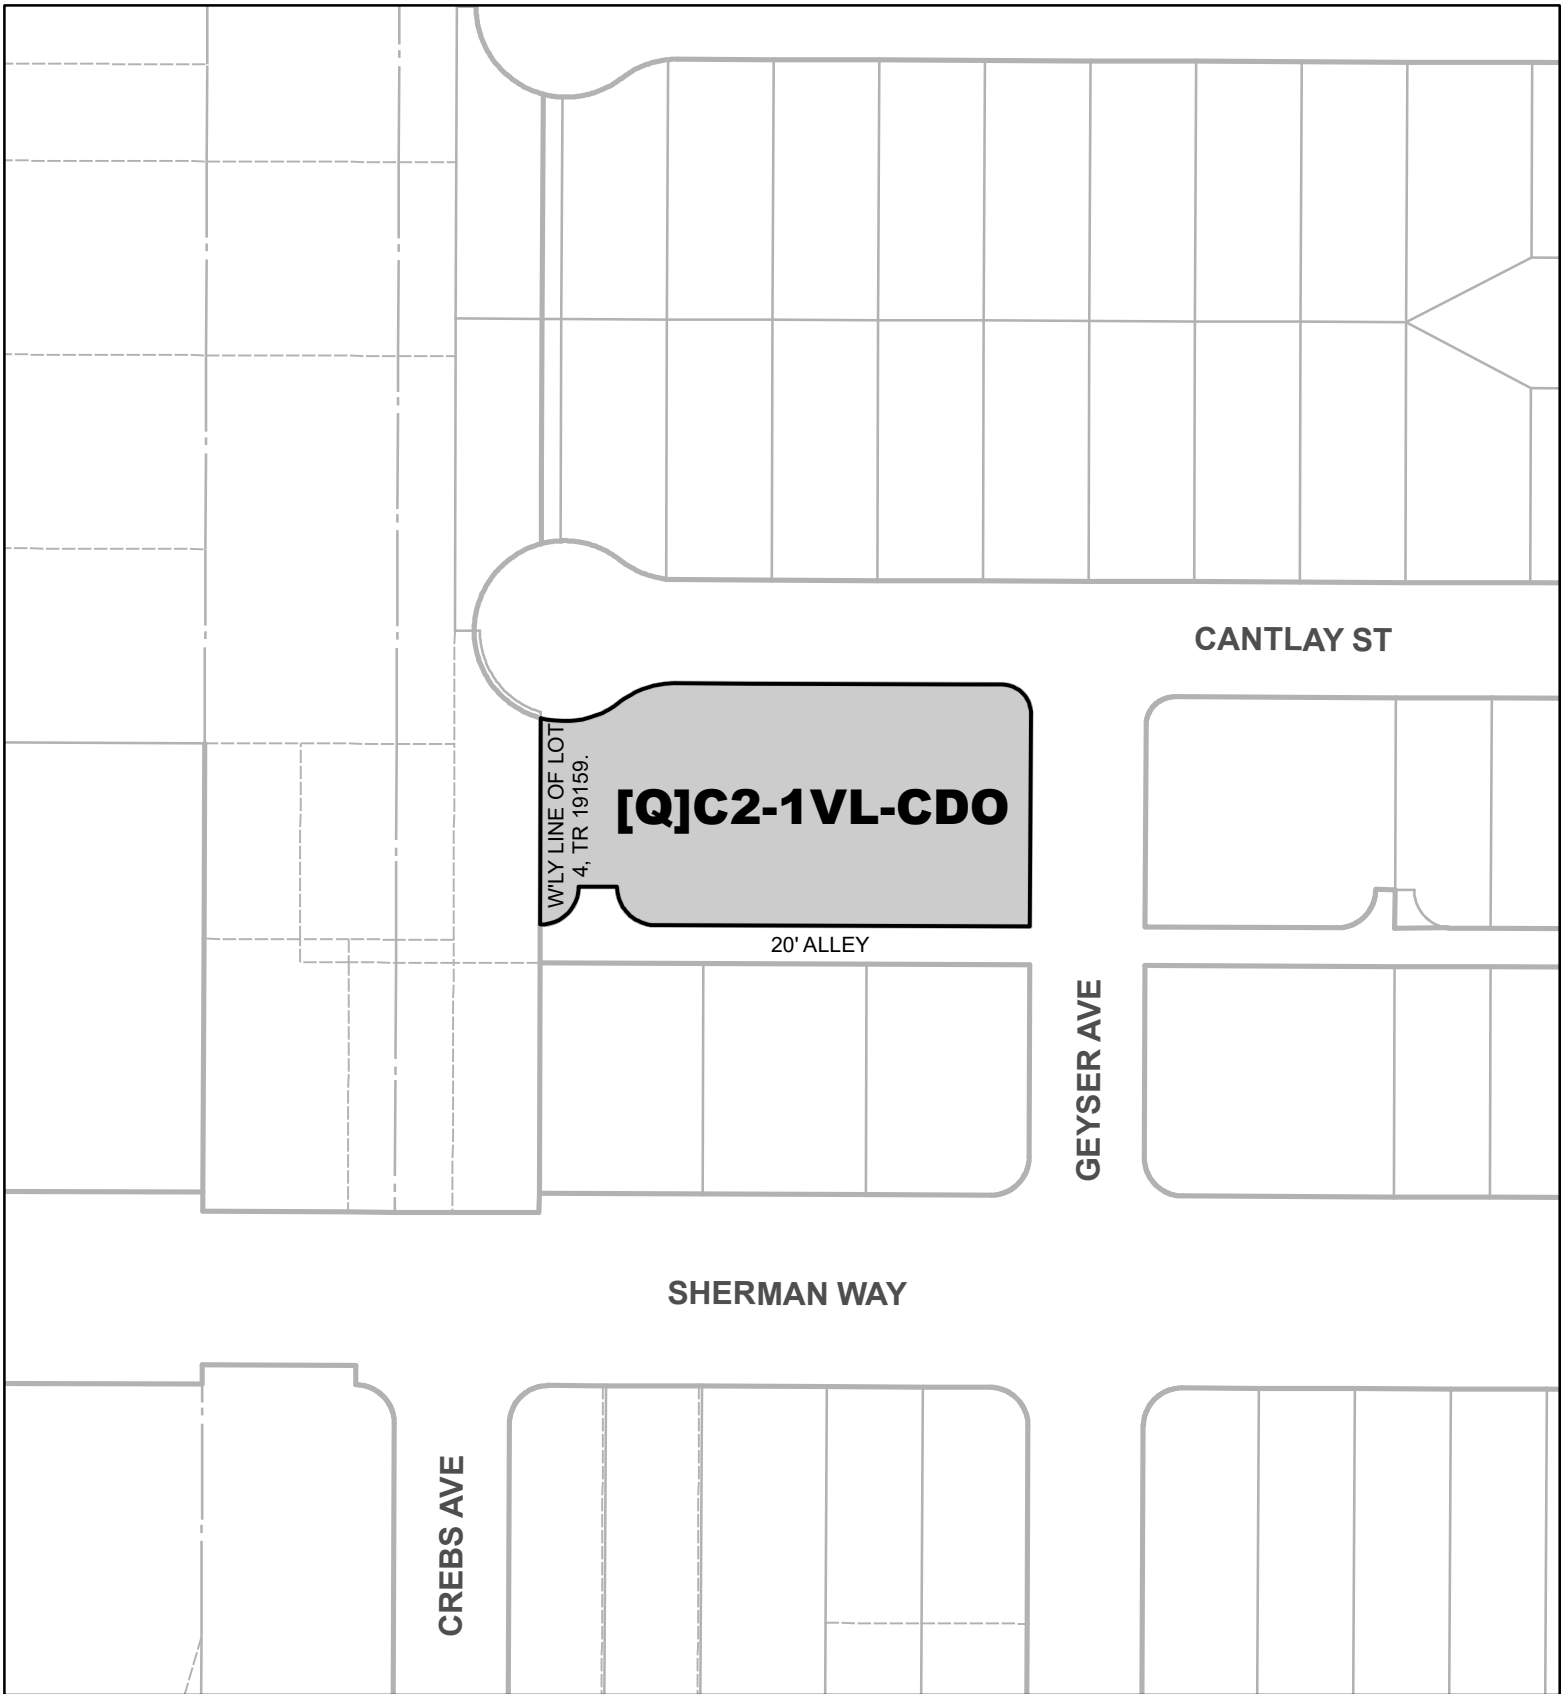 CANTLAY ST
W'LY LINE OF LOT
4, TR 19159.
[Q]C2-1VL-CDO
20' ALLEY
GEYSER AVE
SHERMAN WAY
CREBS AVE